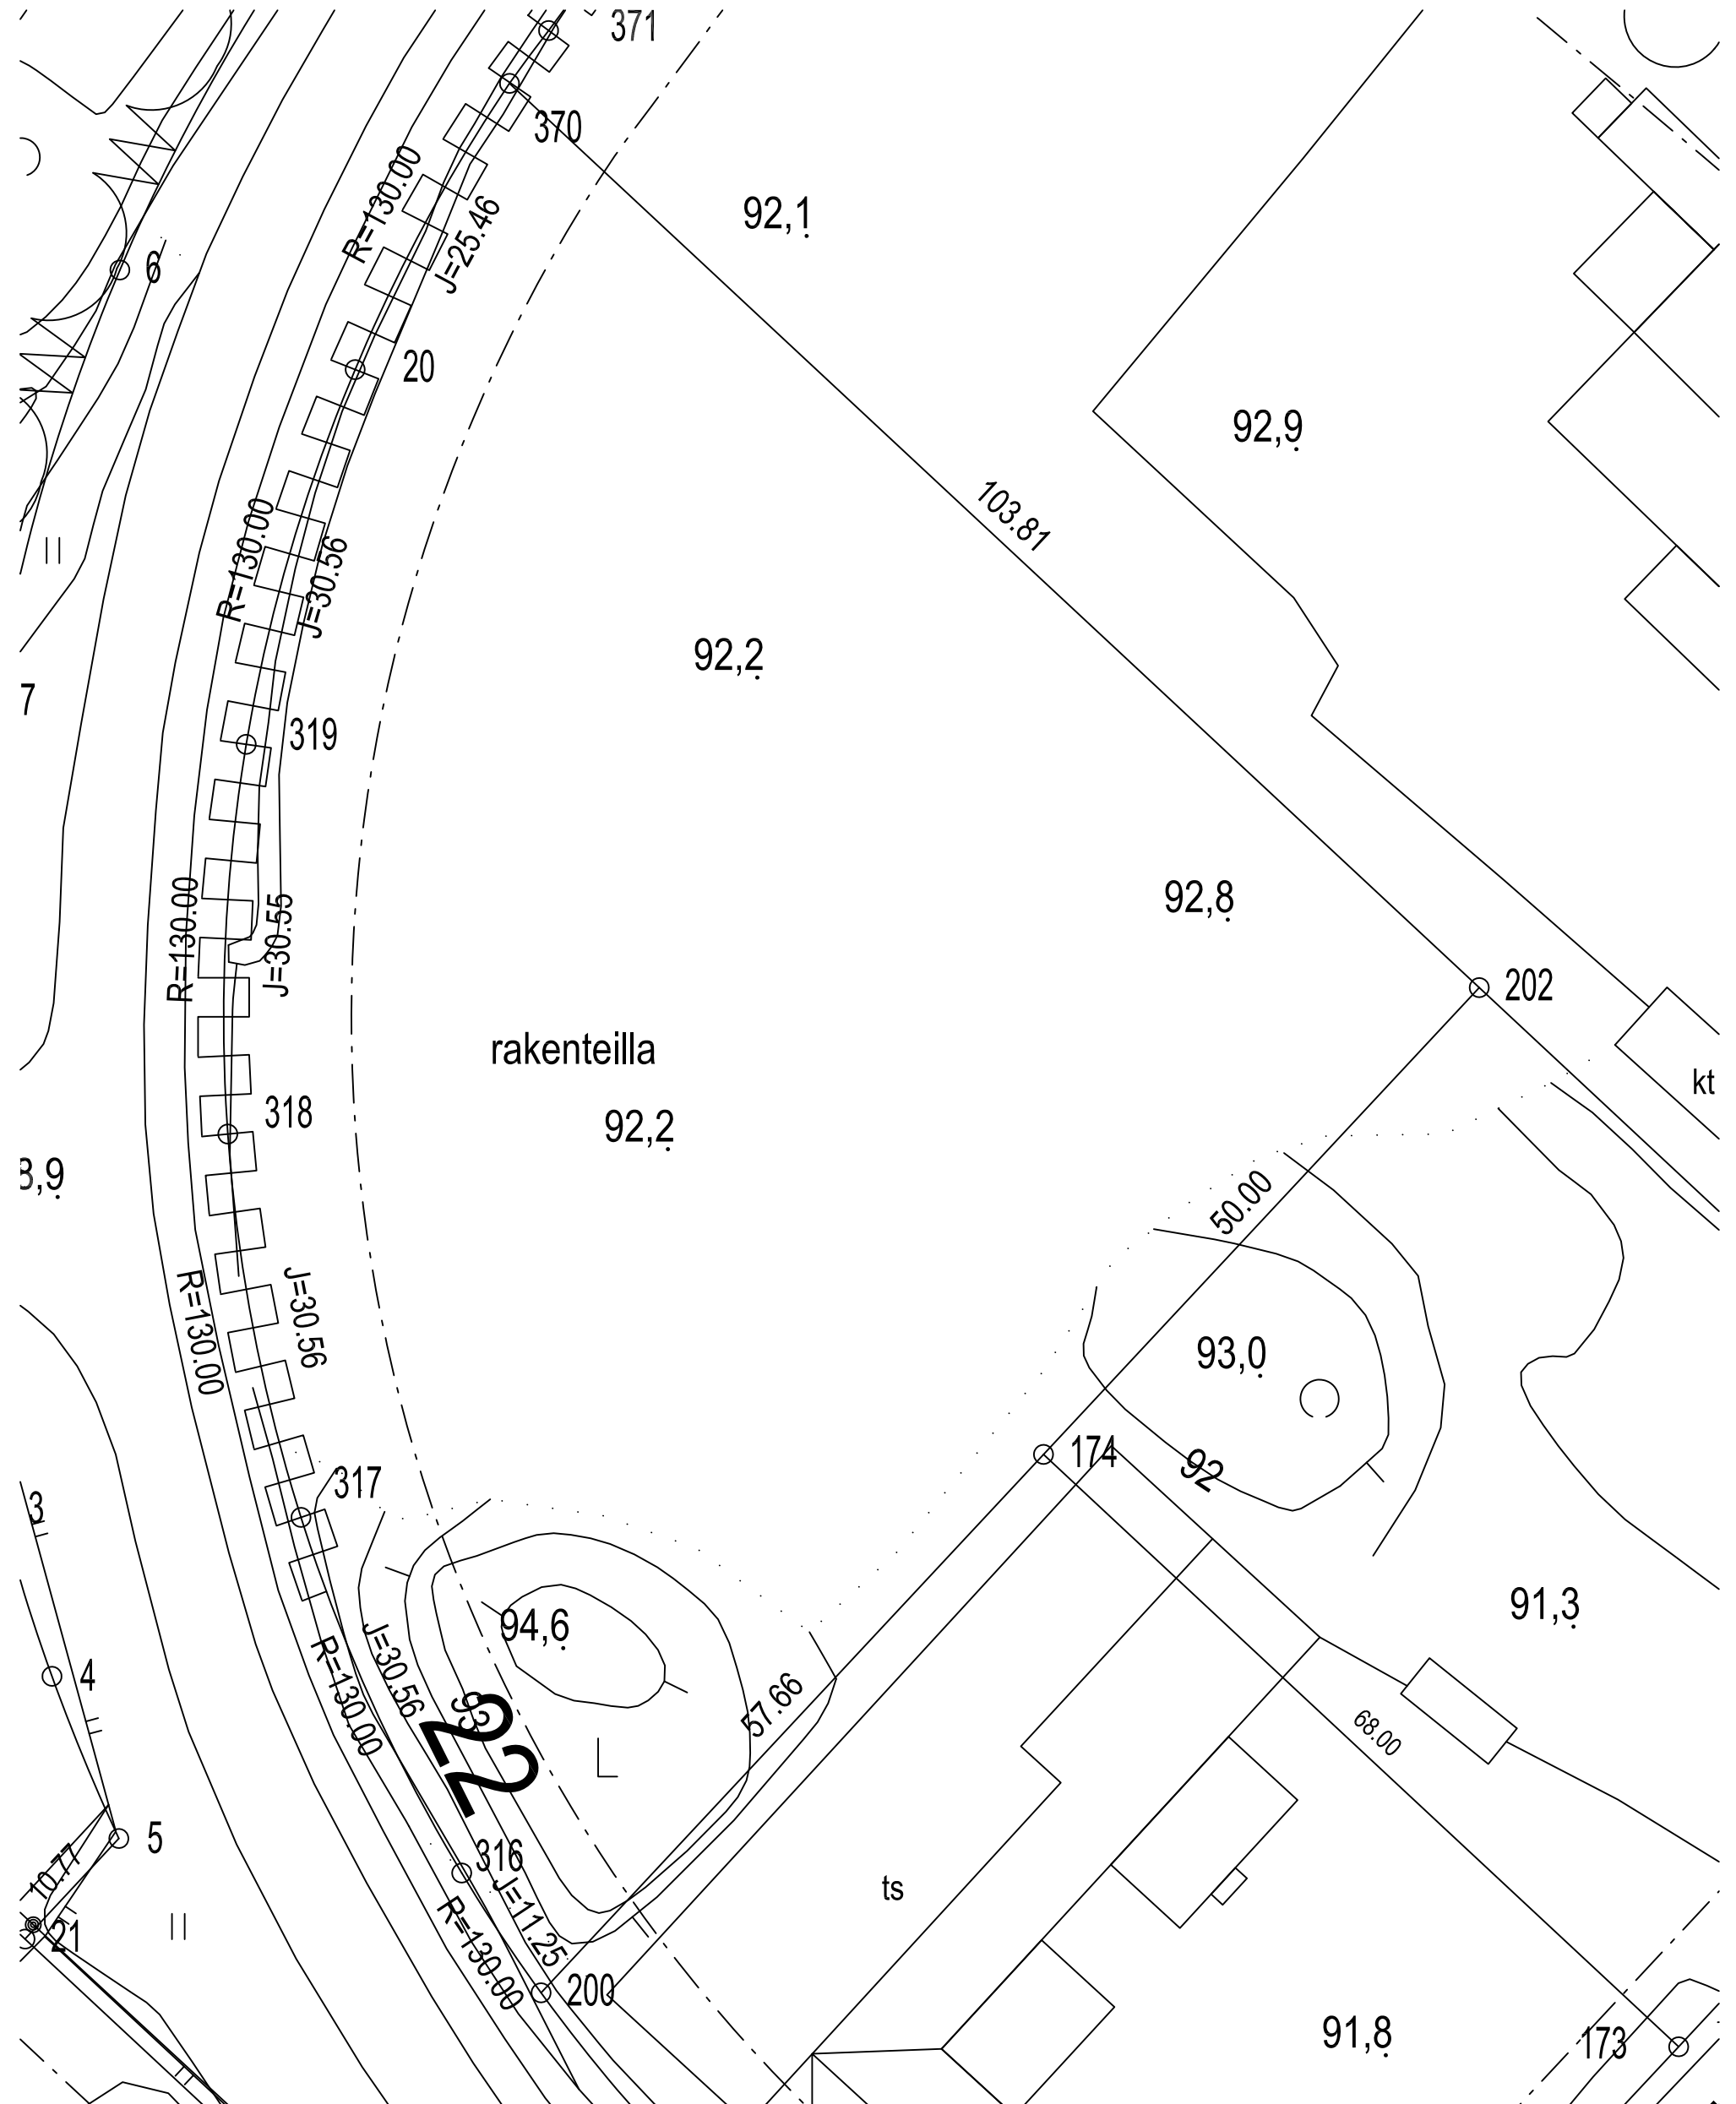 371
370
R=130.00
J=25.46
92,1
6
20
92,9
103.81
R=130.00
J=30.56
92,2
7
319
R=130.00
J=30.55
92,8
202
rakenteilla
kt
318
92,2
8,9
50.00
R=130.00
J=30.56
93,0
174
92
317
3
91,3
94,6
J=30.56
R=130.00
4
93
57.66
68.00
22
5
316
10.77
ts
J=11.25
R=130.00
21
200
91,8
173